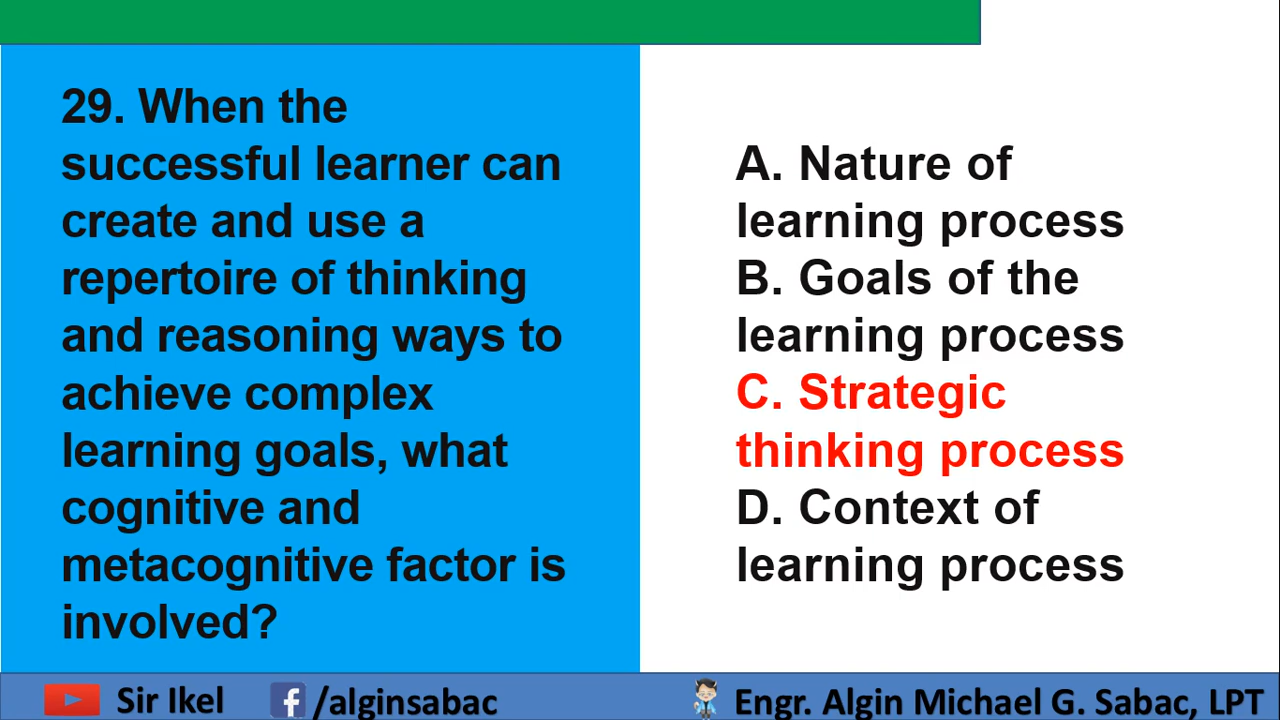 29. When the
successful learner can
create and use a
repertoire of thinking
and reasoning ways to
achieve complex
learning goals, what
cognitive and
metacognitive factor is
involved?
A. Nature of
learning process
B. Goals of the
learning process
C. Strategic
thinking process
D. Context of
learning process
Sir Ikel
/alginsabac
Engr. Algin Michael G. Sabac, LPT